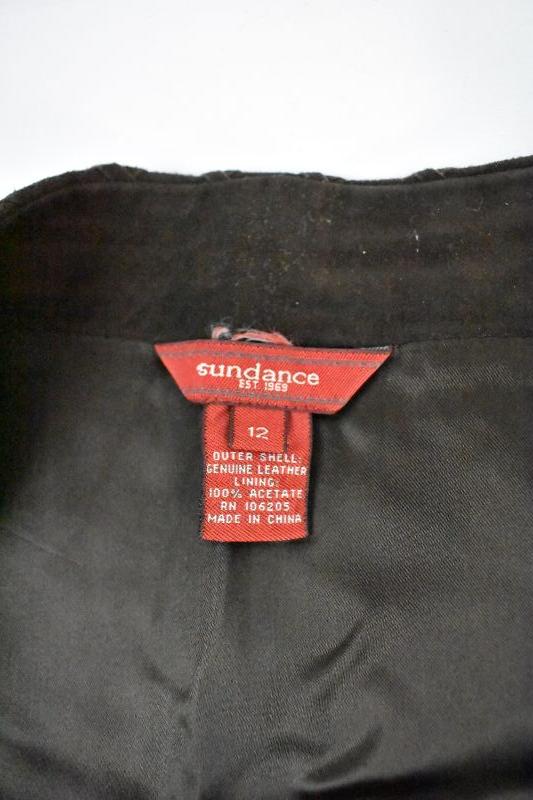 sundance
EST 1969
12
OUTER SHELL:
GENUINE LEATHER
LINING:
100% ACETATE
RN 106205
MADE IN CHINA